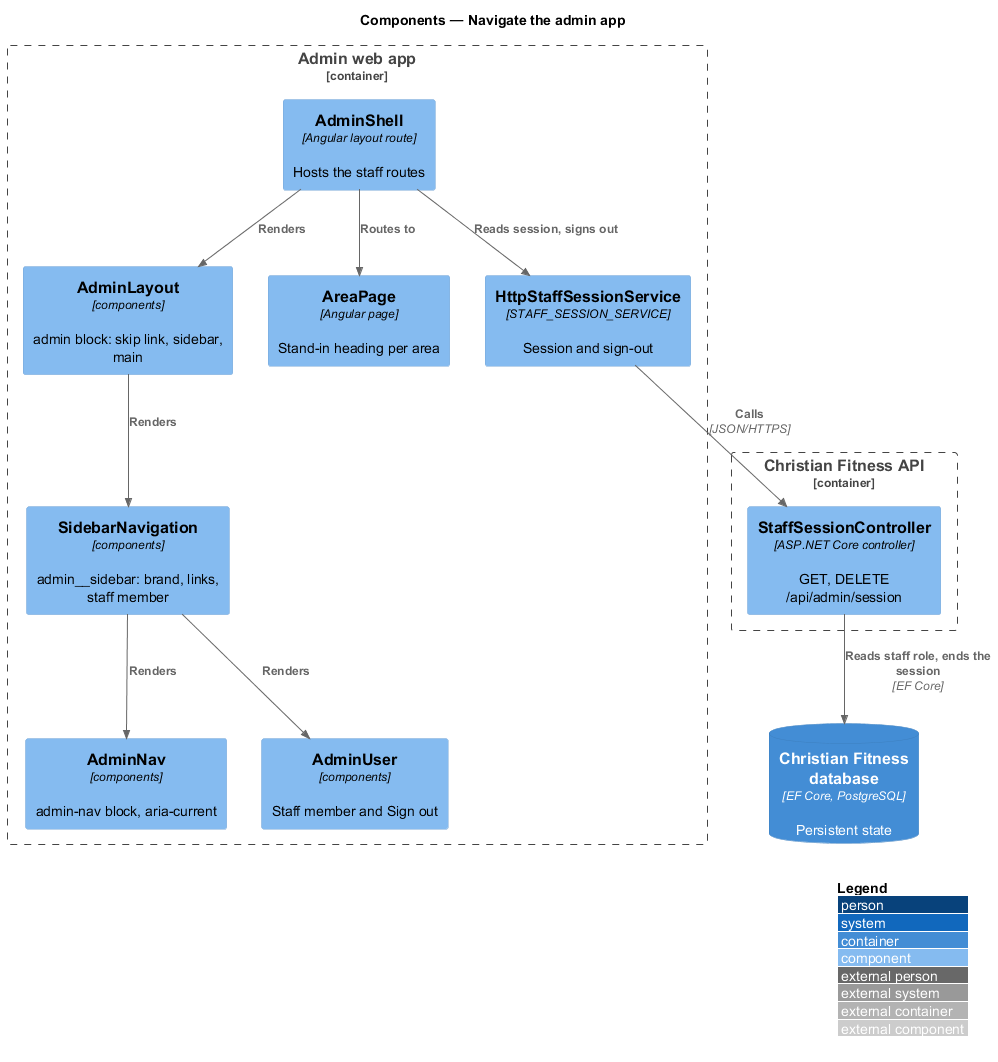 Components — Navigate the admin app
Admin web app
[container]
AdminShell
[Angular layout route]
Hosts the staff routes
Renders
Routes to
Reads session, signs out
AdminLayout
[components]
admin block: skip link, sidebar,
main
AreaPage
[Angular page]
Stand-in heading per area
HttpStaffSessionService
[STAFF_SESSION_SERVICE]
Session and sign-out
Renders
Calls
[JSON/HTTPS]
Christian Fitness API
[container]
SidebarNavigation
[components]
admin__sidebar: brand, links,
staff member
StaffSessionController
[ASP.NET Core controller]
GET, DELETE
/api/admin/session
Renders
Renders
Reads staff role, ends the
session
[EF Core]
AdminNav
[components]
admin-nav block, aria-current
AdminUser
[components]
Staff member and Sign out
Christian Fitness
database
[EF Core, PostgreSQL]
Persistent state
Legend
person
system
container
component
external person
external system
external container
external component